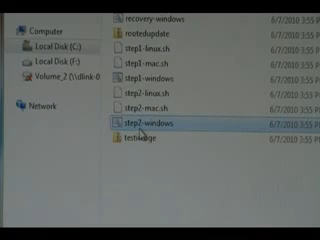 recovery-windows 6/7/2010 3:55 P
Computer
rootedupdate 6/7/2010 3:55 P
Local Disk (C:)
step1-linux.sh 6/7/2010 3:55 P
Local Disk (F:)
step1-mac.sh 6/7/2010 3:55 P
Volume_2 (\\dlink-0
step1-windows 6/7/2010 3:55 P
step2-linux.sh 6/7/2010 3:55 P
Network
step2-mac.sh 6/7/2010 3:55 P
step2-windows 6/7/2010 3:55 P
6/7/2010 3:55 P